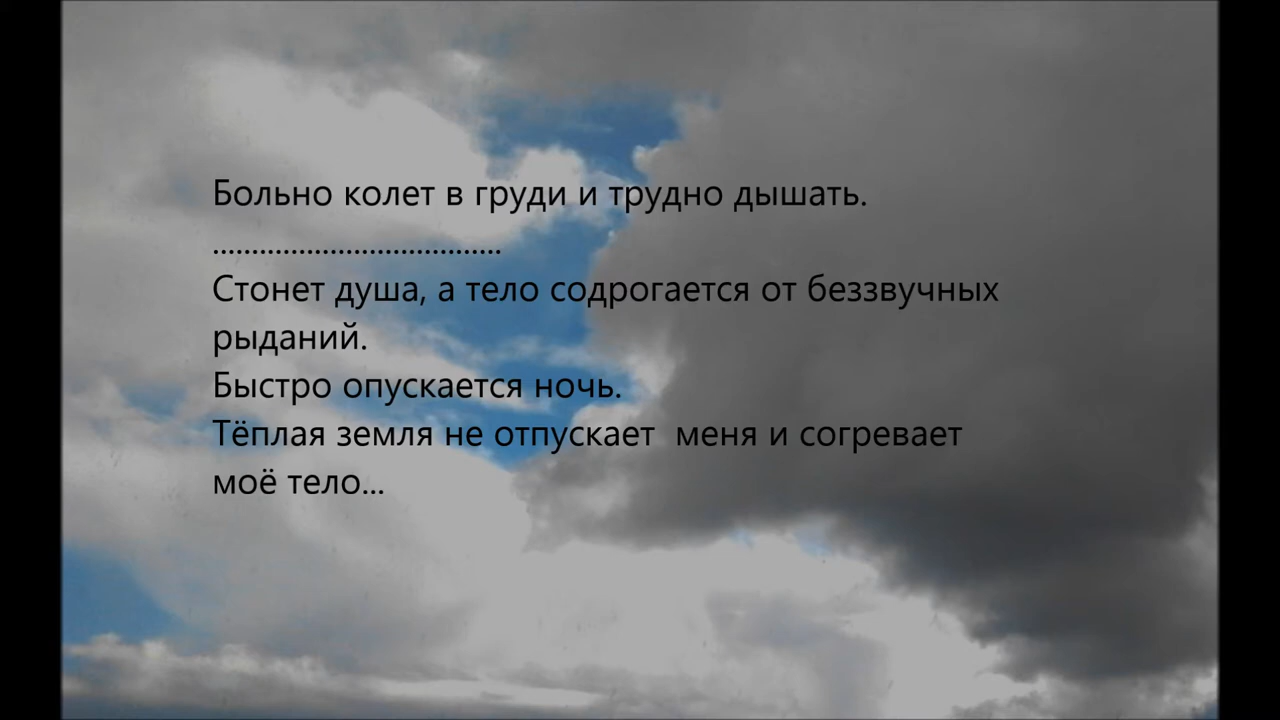 Больно колет в груди и трудно дышать.
.....................................
Стонет душа, а тело содрогается от беззвучных
рыданий.
Быстро опускается ночь.
Тёплая земля не отпускает  меня и согревает
моё тело...